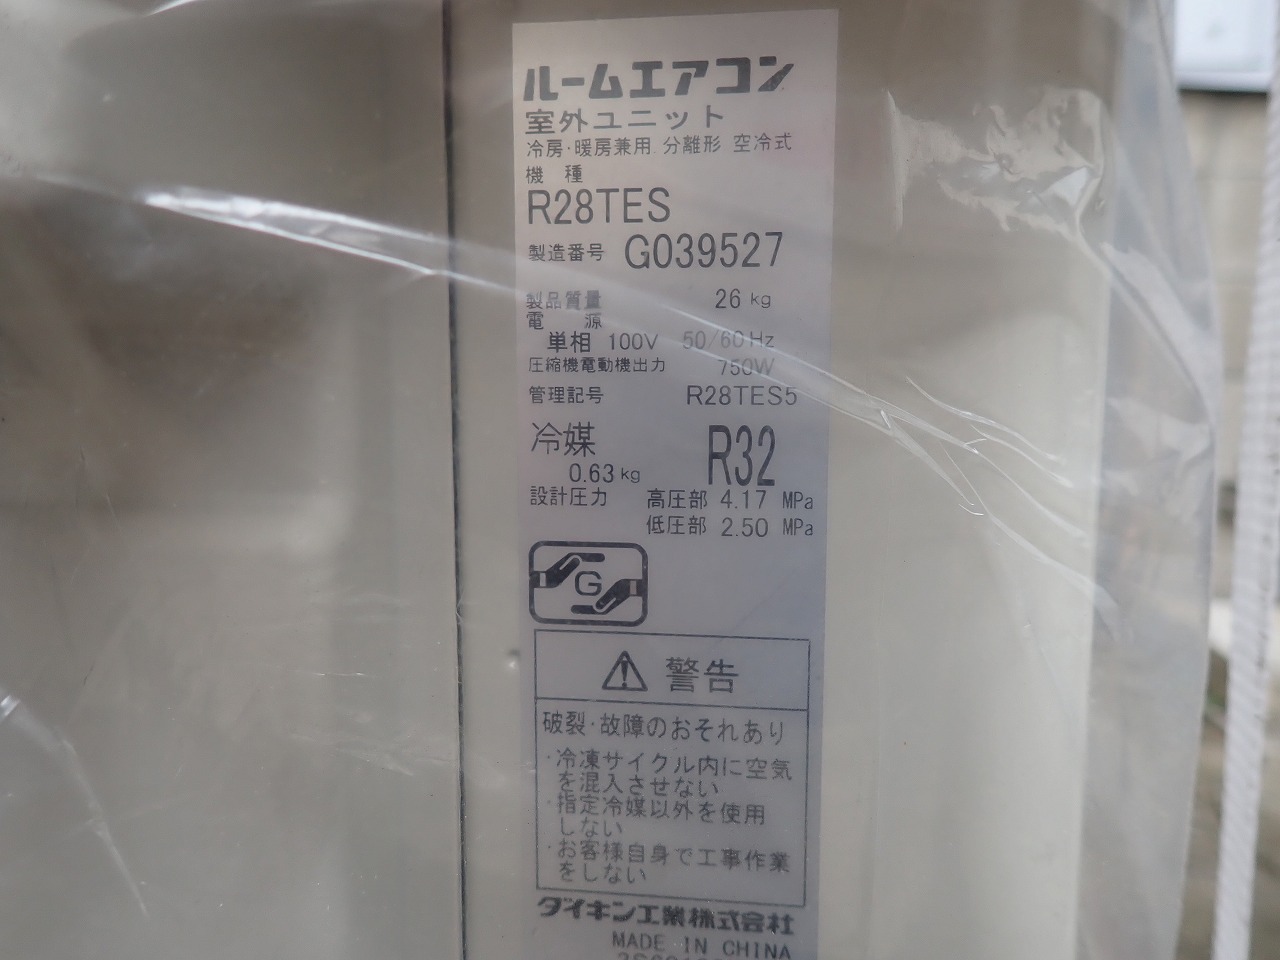 ルームエアコン
室外ユニット
冷房・暖房兼用 分離形 空冷式
機 種
R28TES
製造番号 G039527
製品質量 26 kg
電 源
単相 100V 50/60 Hz
圧縮機電動機出力 750W
管理記号 R28TES5
冷媒 R32
0.63 kg
設計圧力 高圧部 4.17 MPa
低圧部 2.50 MPa
G
警告
破裂・故障のおそれあり
・冷凍サイクル内に空気
を混入させない
・指定冷媒以外を使用
しない
・お客様自身で工事作業
をしない
ダイキン工業株式会社
MADE IN CHINA